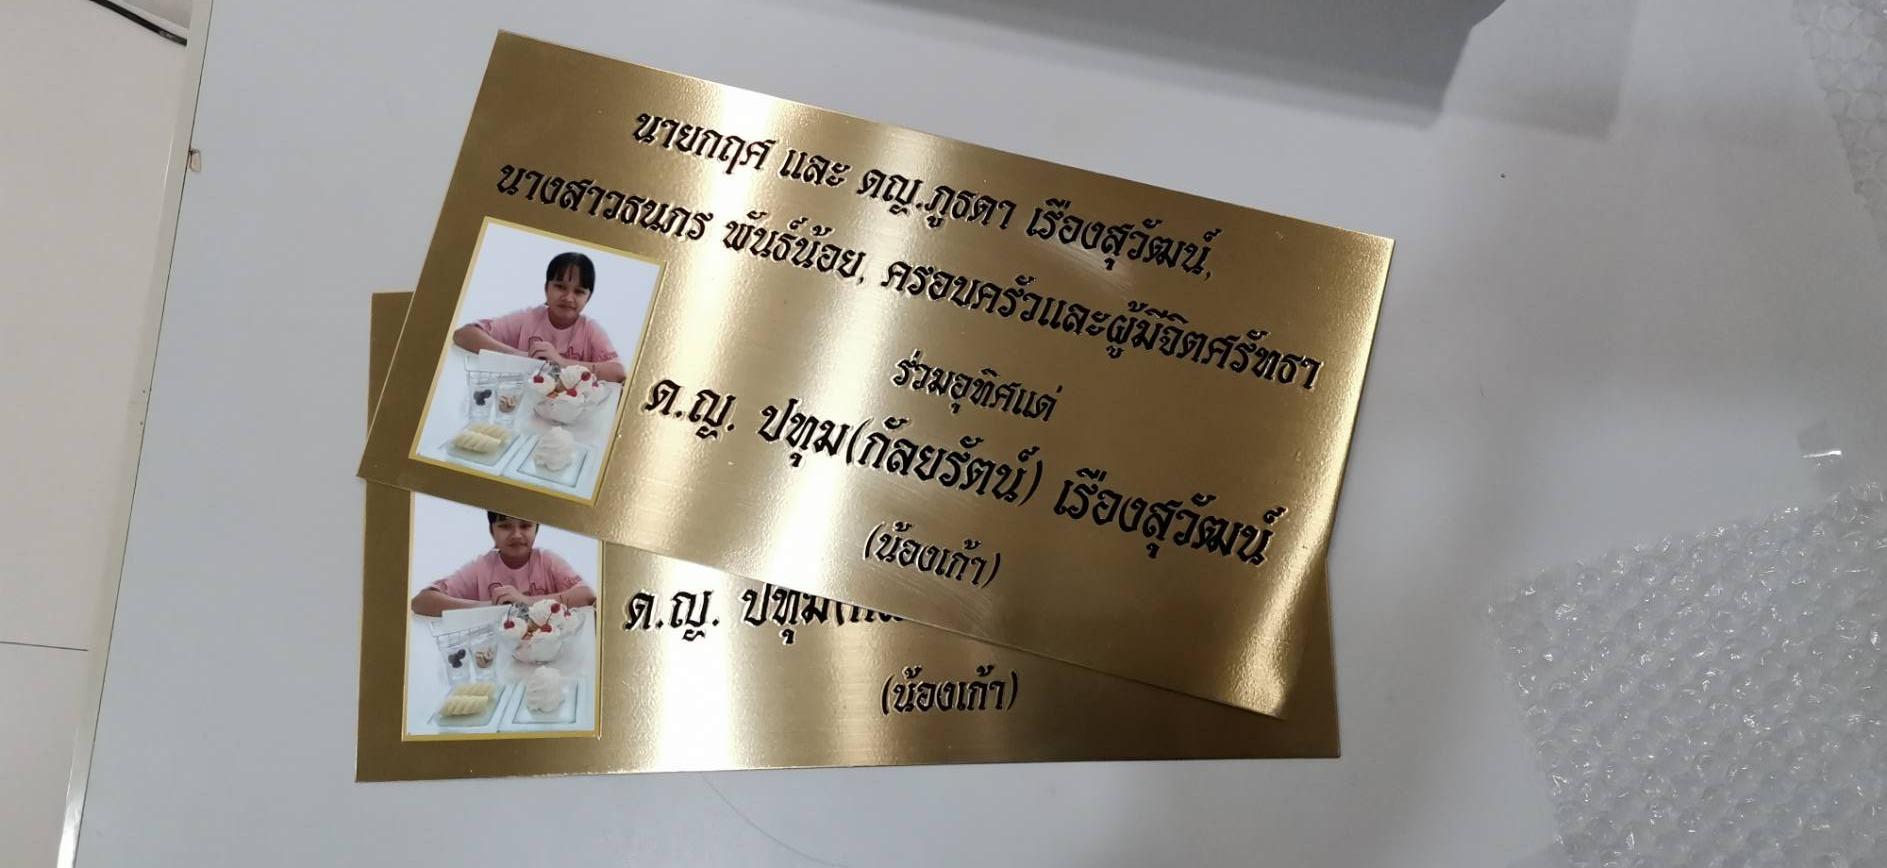 นายกฤศ และ ดญ.ภูธดา เรืองสุวัฒน์,
นางสาวธนภร พันธ์น้อย, ครอบครัวและผู้มีจิตศรัทธา
ร่วมอุทิศแด่
ด.ญ. ปทุม(กัลยรัตน์) เรืองสุวัฒน์
(น้องเก้า)
ด.ญ. ปทุม(
(น้องเก้า)